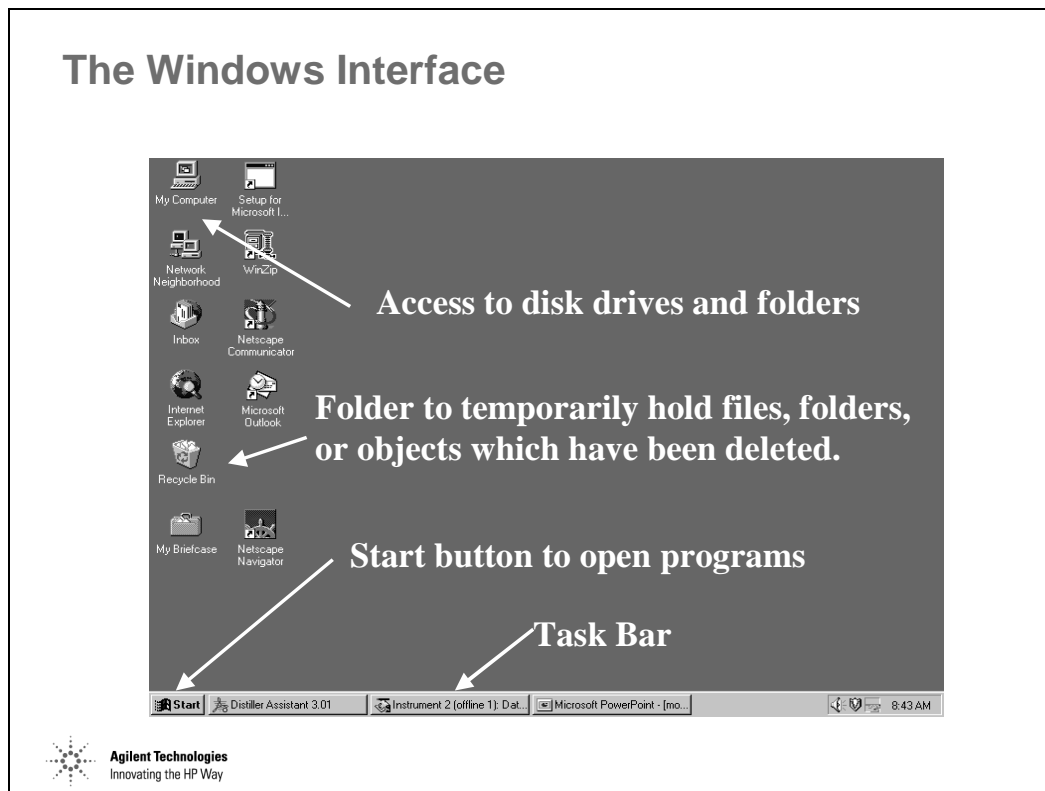 The Windows Interface
My Computer
Setup for
Microsoft I...
Network
Neighborhood
WinZip
Access to disk drives and folders
Inbox
Netscape
Communicator
Internet
Explorer
Microsoft
Outlook
Folder to temporarily hold files, folders,
or objects which have been deleted.
Recycle Bin
My Briefcase
Netscape
Navigator
Start button to open programs
Task Bar
Start
Distiller Assistant 3.01
Instrument 2 (offline 1): Dat...
Microsoft PowerPoint - [mo...
8:43 AM
Agilent Technologies
Innovating the HP Way